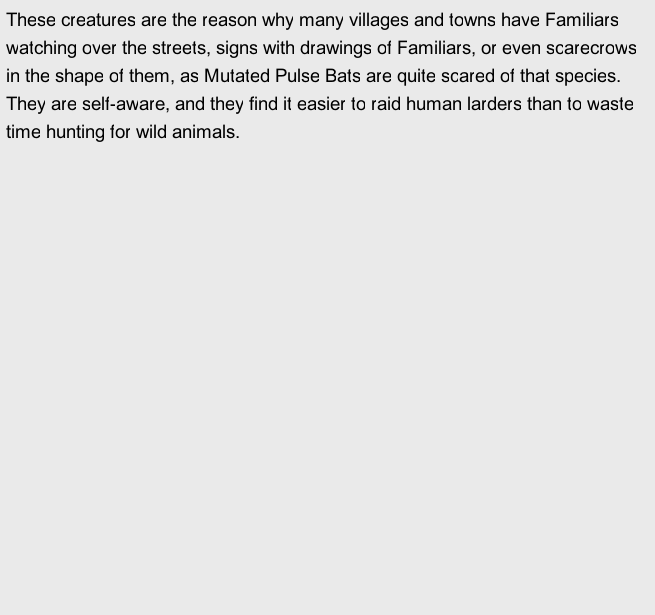 These creatures are the reason why many villages and towns have Familiars
watching over the streets, signs with drawings of Familiars, or even scarecrows
in the shape of them, as Mutated Pulse Bats are quite scared of that species.
They are self-aware, and they find it easier to raid human larders than to waste
time hunting for wild animals.